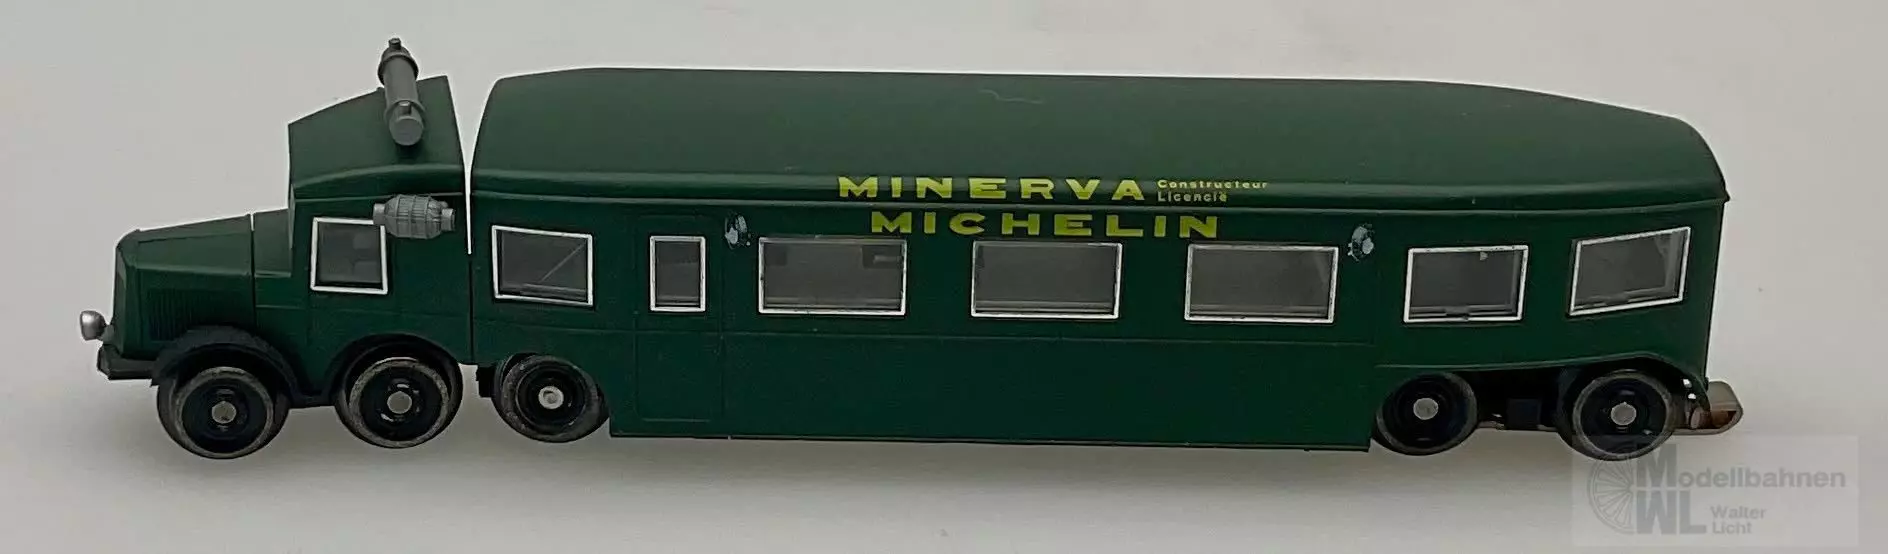 MINERVA Constructeur
Licencié
MICHELIN
Modellbahnen
WL Walter
Licht